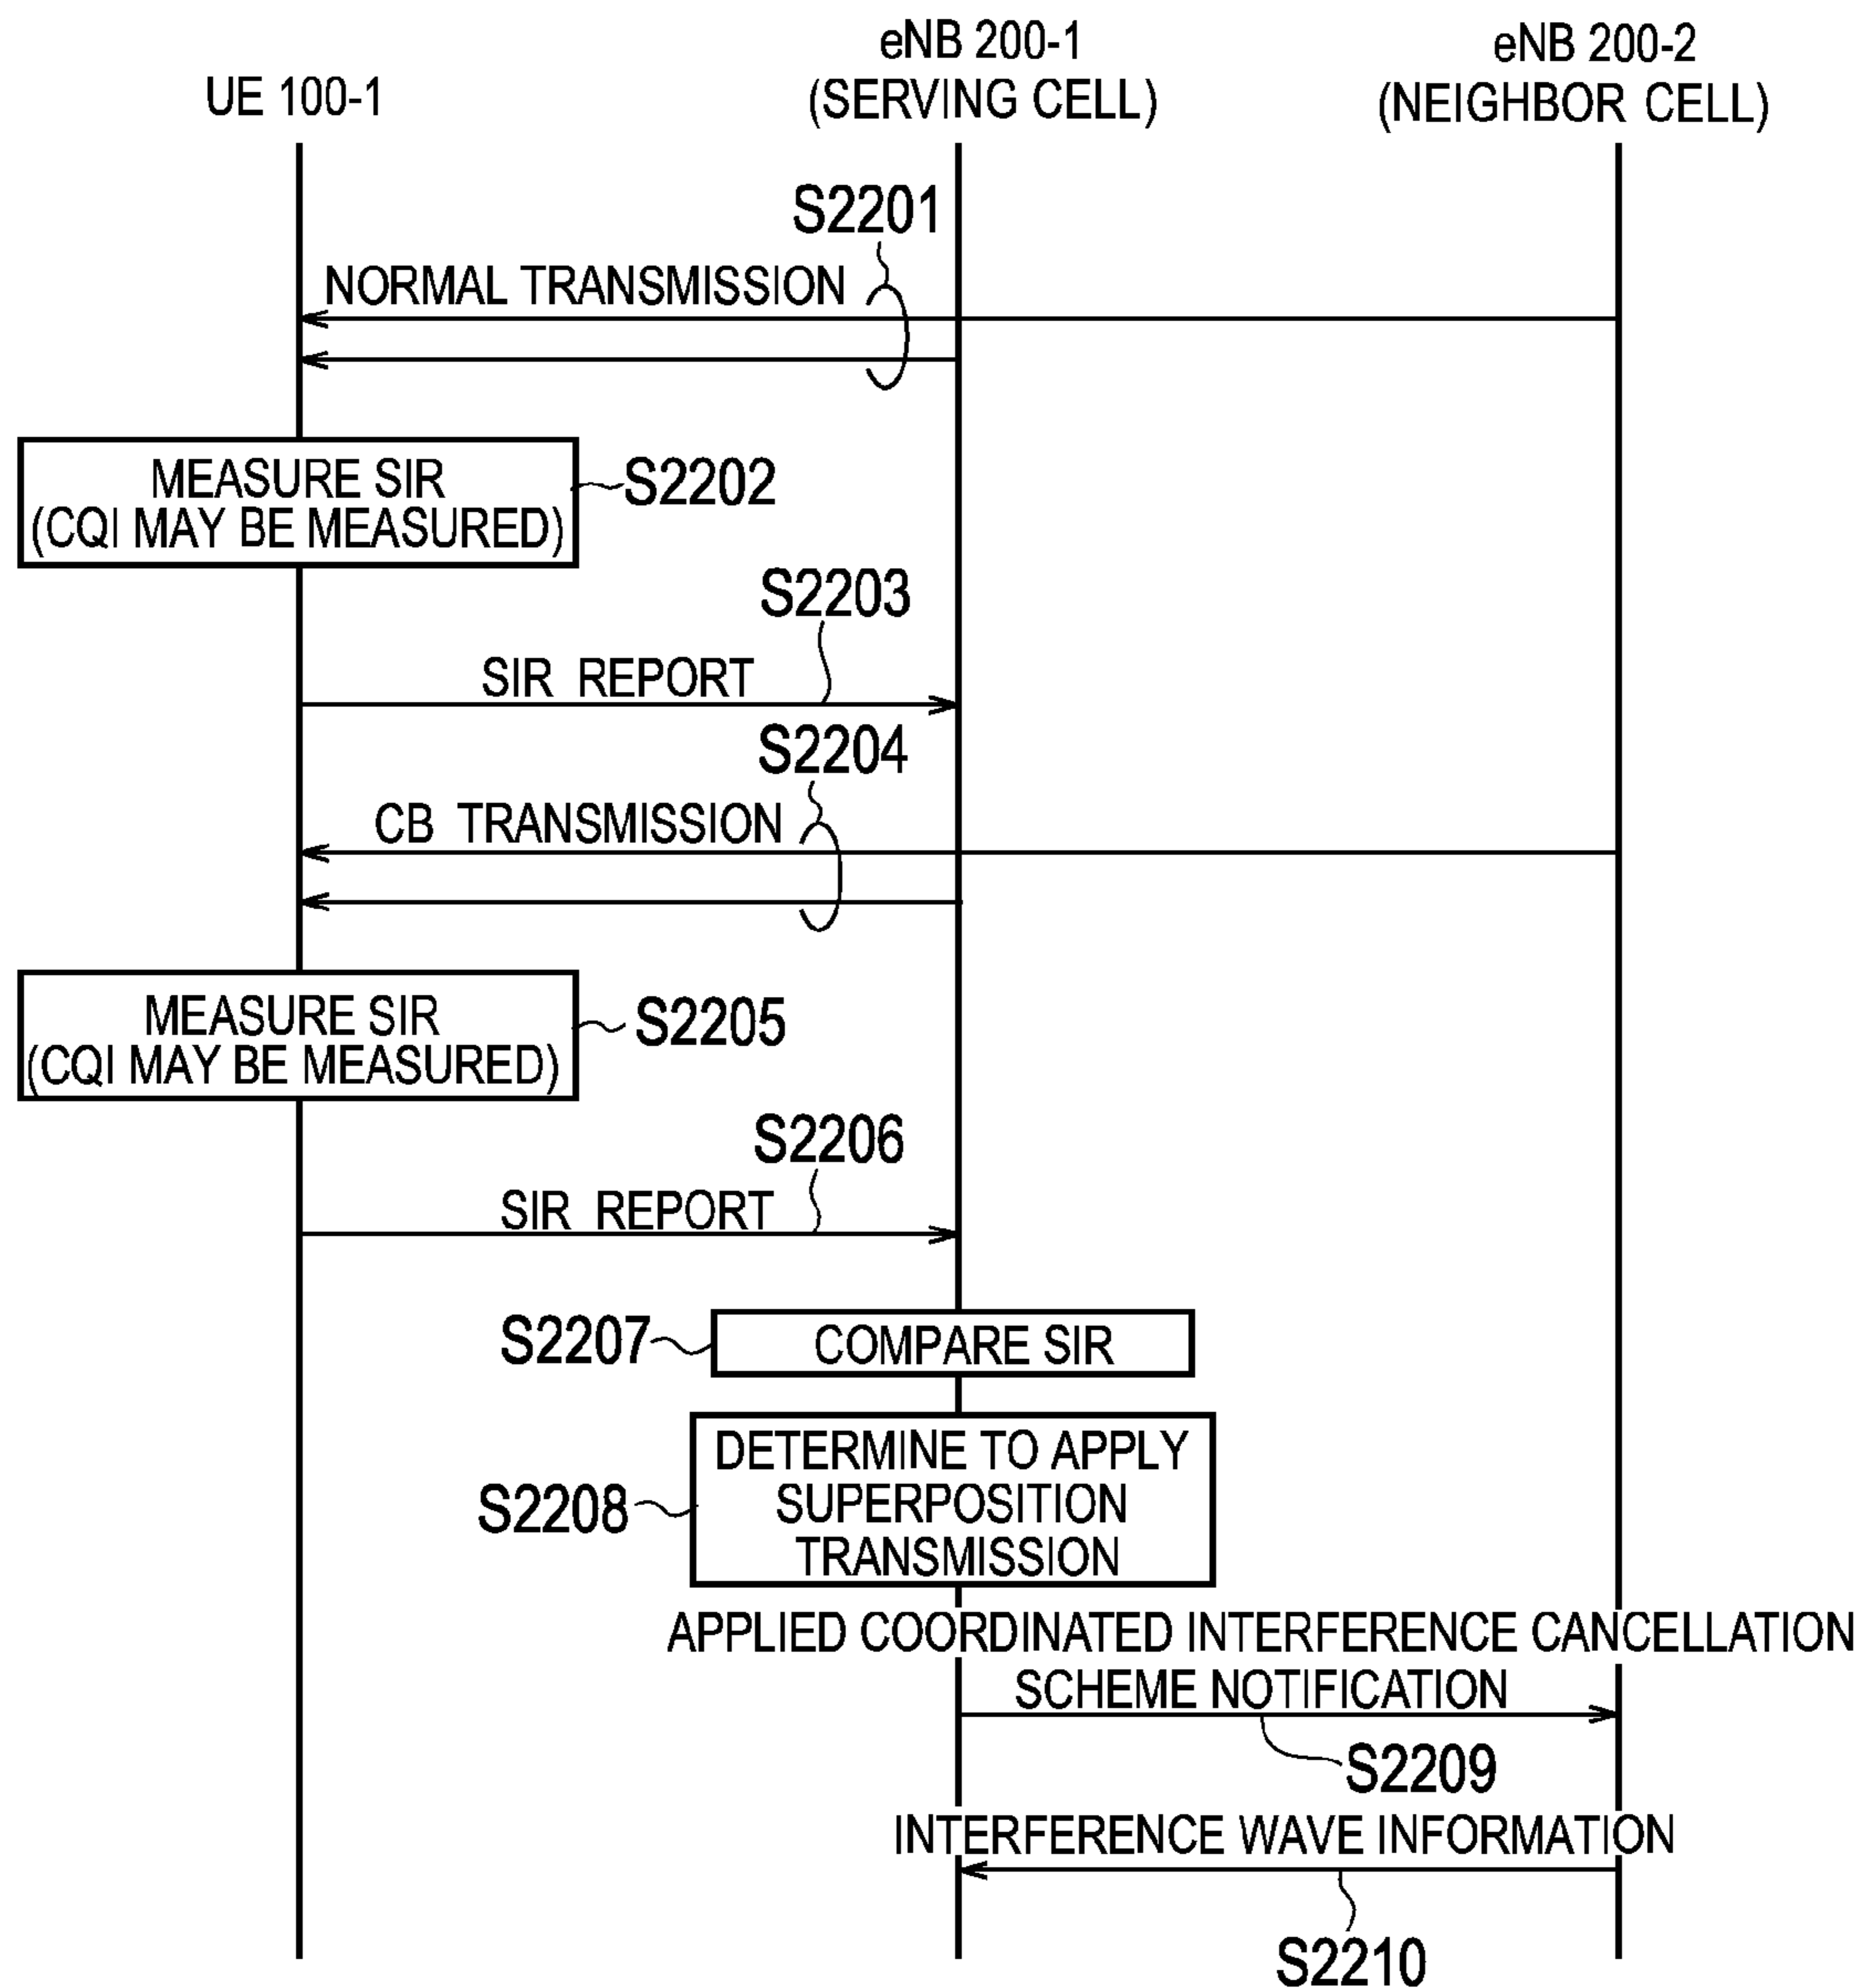 UE 100-1
eNB 200-1
(SERVING CELL)
eNB 200-2
(NEIGHBOR CELL)
S2201
NORMAL TRANSMISSION
MEASURE SIR
(CQI MAY BE MEASURED)
S2202
S2203
SIR REPORT
S2204
CB TRANSMISSION
MEASURE SIR
(CQI MAY BE MEASURED)
S2205
S2206
SIR REPORT
S2207
COMPARE SIR
S2208
DETERMINE TO APPLY
SUPERPOSITION
TRANSMISSION
APPLIED COORDINATED INTERFERENCE CANCELLATION
SCHEME NOTIFICATION
S2209
INTERFERENCE WAVE INFORMATION
S2210